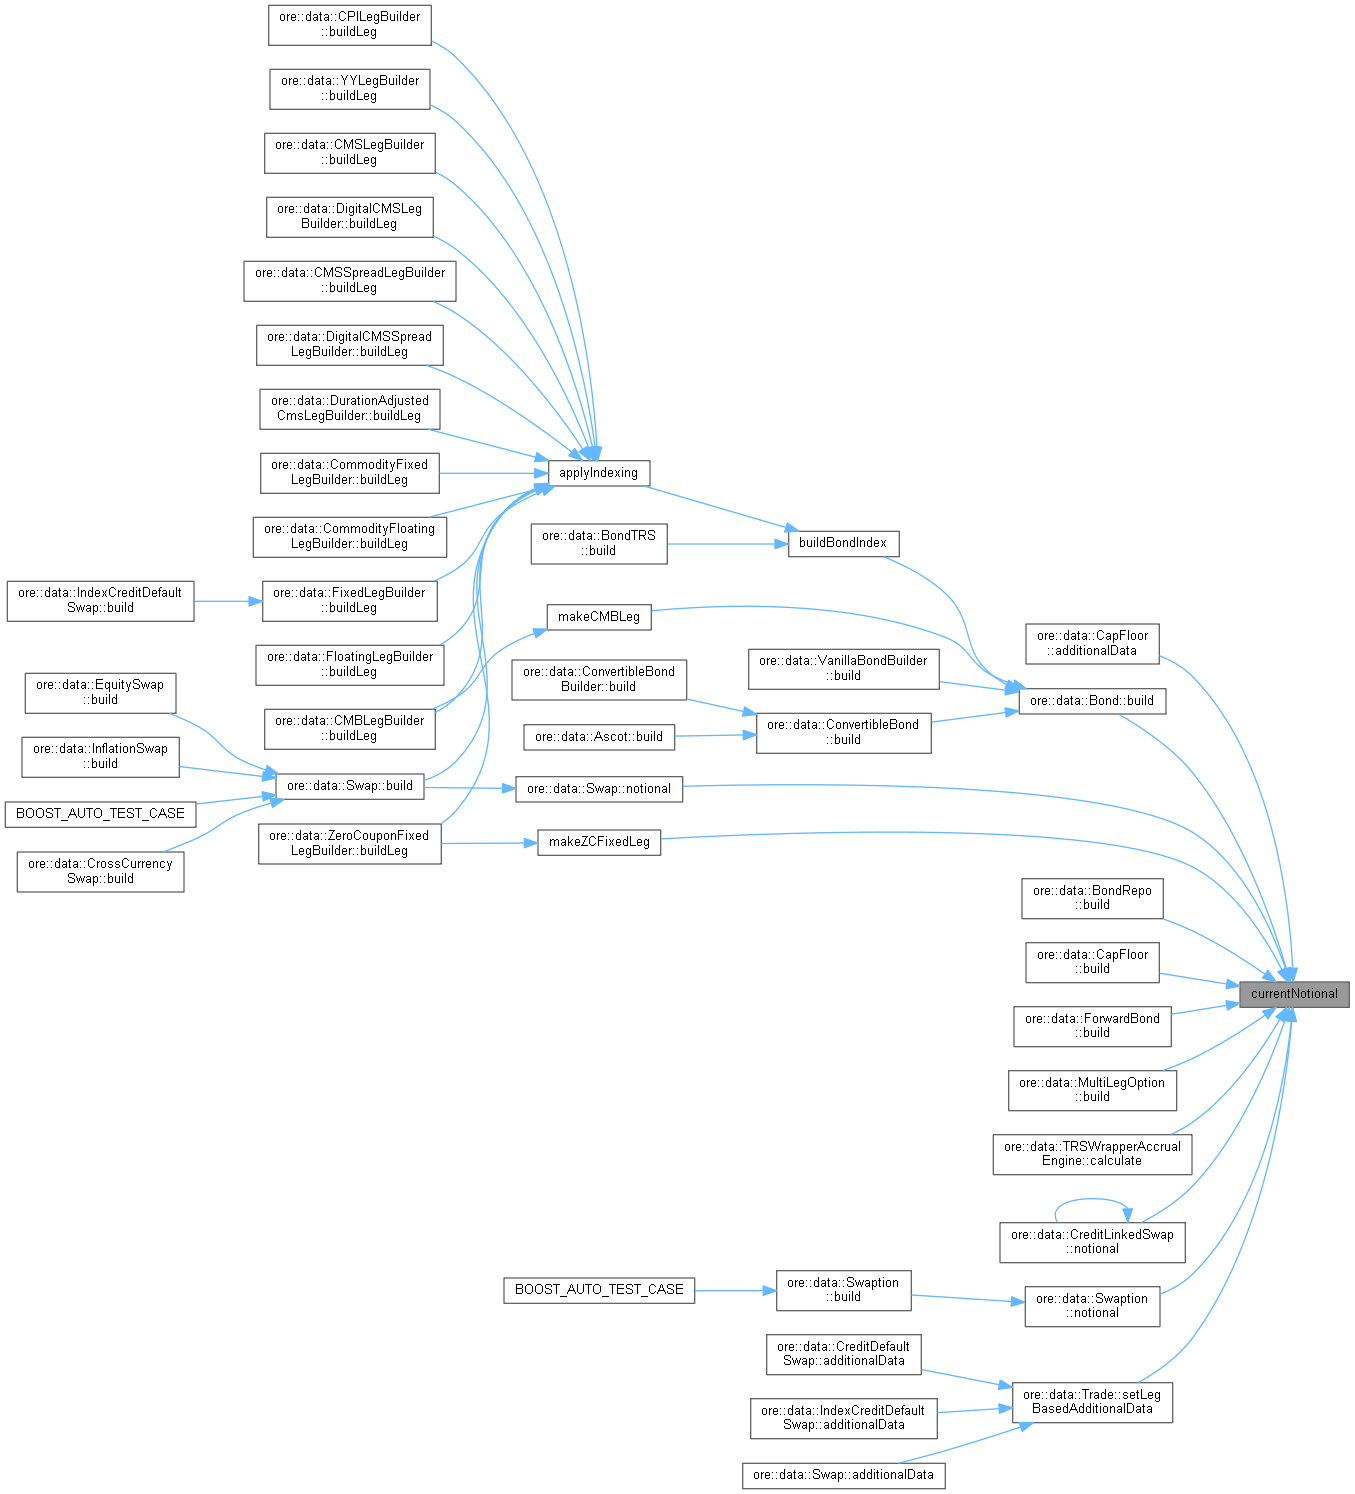 ore::data::CPILegBuilder
::buildLeg
ore::data::YYLegBuilder
::buildLeg
ore::data::CMSLegBuilder
::buildLeg
ore::data::DigitalCMSLeg
Builder::buildLeg
ore::data::CMSSpreadLegBuilder
::buildLeg
ore::data::DigitalCMSSpread
LegBuilder::buildLeg
ore::data::DurationAdjusted
CmsLegBuilder::buildLeg
ore::data::CommodityFixed
LegBuilder::buildLeg
ore::data::CommodityFloating
LegBuilder::buildLeg
ore::data::IndexCreditDefault
Swap::build
ore::data::FixedLegBuilder
::buildLeg
ore::data::FloatingLegBuilder
::buildLeg
ore::data::EquitySwap
::build
ore::data::InflationSwap
::build
BOOST_AUTO_TEST_CASE
ore::data::CrossCurrency
Swap::build
ore::data::CMBLegBuilder
::buildLeg
ore::data::Swap::build
ore::data::ZeroCouponFixed
LegBuilder::buildLeg
applyIndexing
ore::data::BondTRS
::build
buildBondIndex
makeCMBLeg
ore::data::ConvertibleBond
Builder::build
ore::data::Ascot::build
ore::data::VanillaBondBuilder
::build
ore::data::ConvertibleBond
::build
ore::data::Swap::notional
makeZCFixedLeg
ore::data::CapFloor
::additionalData
ore::data::Bond::build
ore::data::BondRepo
::build
ore::data::CapFloor
::build
currentNotional
ore::data::ForwardBond
::build
ore::data::MultiLegOption
::build
ore::data::TRSWrapperAccrual
Engine::calculate
ore::data::CreditLinkedSwap
::notional
BOOST_AUTO_TEST_CASE
ore::data::Swaption
::build
ore::data::Swaption
::notional
ore::data::CreditDefault
Swap::additionalData
ore::data::IndexCreditDefault
Swap::additionalData
ore::data::Swap::additionalData
ore::data::Trade::setLeg
BasedAdditionalData